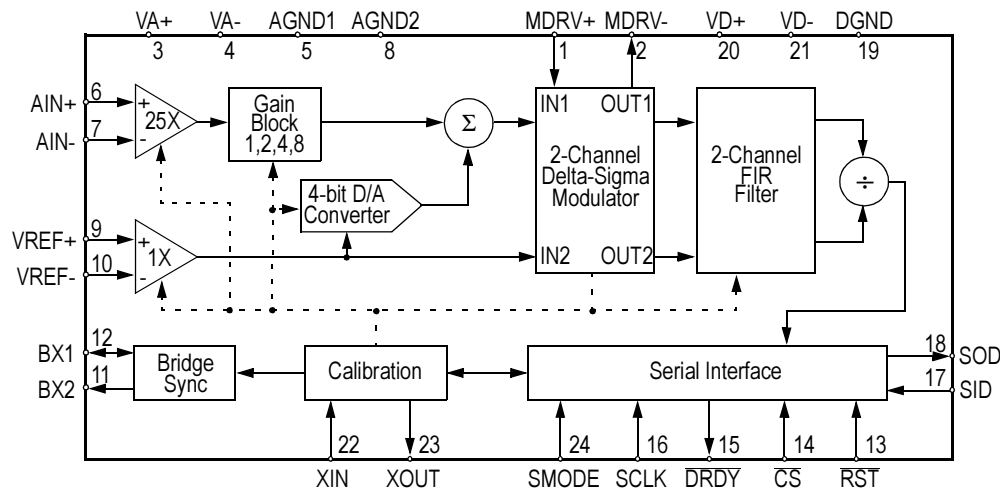 VA+ VA- AGND1 AGND2 MDRV+ MDRV- VD+ VD- DGND
3 4 5 8 1 2 20 21 19
AIN+ 6
AIN- 7
+
25X
-
Gain
Block
1,2,4,8
Σ
IN1 OUT1
2-Channel
Delta-Sigma
Modulator
IN2 OUT2
2-Channel
FIR
Filter
÷
4-bit D/A
Converter
VREF+ 9
VREF- 10
+
1X
-
BX1 12
BX2 11
Bridge
Sync
Calibration
Serial Interface
18 SOD
17 SID
22 23 24 16 15 14 13
XIN XOUT SMODE SCLK D̅R̅D̅Y̅ C̅S̅ R̅S̅T̅